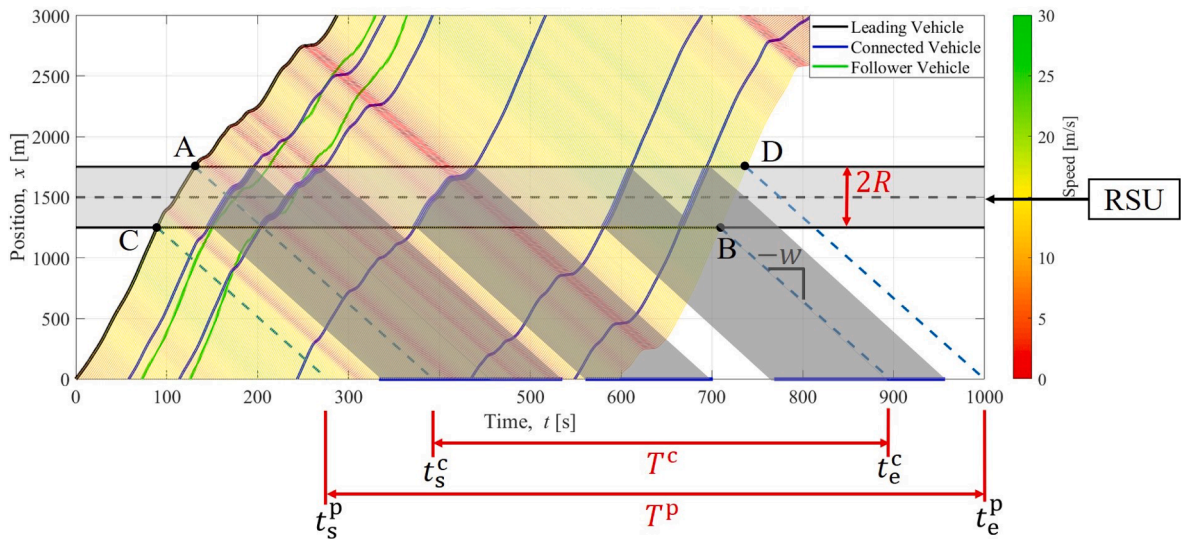 3000
2500
2000
1500
1000
500
0
Position, x [m]
0
100
200
300
400
500
600
700
800
900
1000
Time, t [s]
Leading Vehicle
Connected Vehicle
Follower Vehicle
30
25
20
15
10
5
0
Speed [m/s]
A
D
C
B
2R
RSU
−w
t_s^c
T^c
t_e^c
t_s^p
T^p
t_e^p